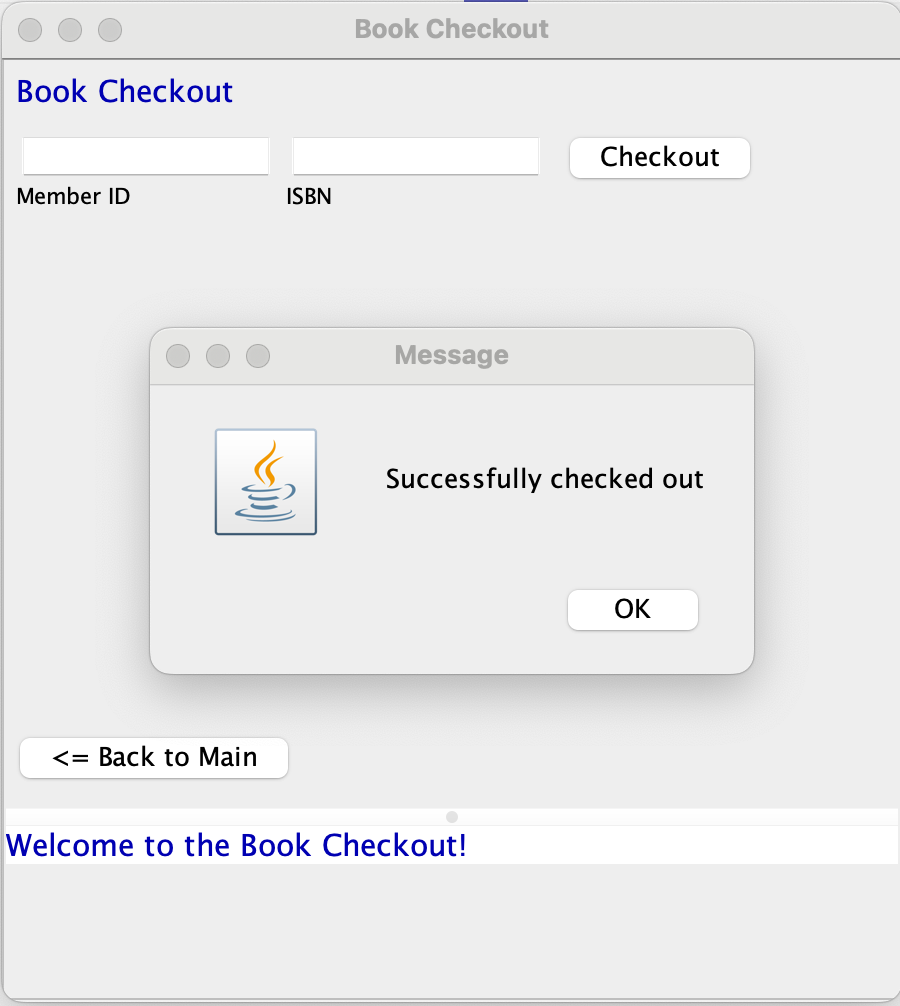 Book Checkout
Book Checkout
Checkout
Member ID
ISBN
Message
Successfully checked out
OK
<= Back to Main
Welcome to the Book Checkout!